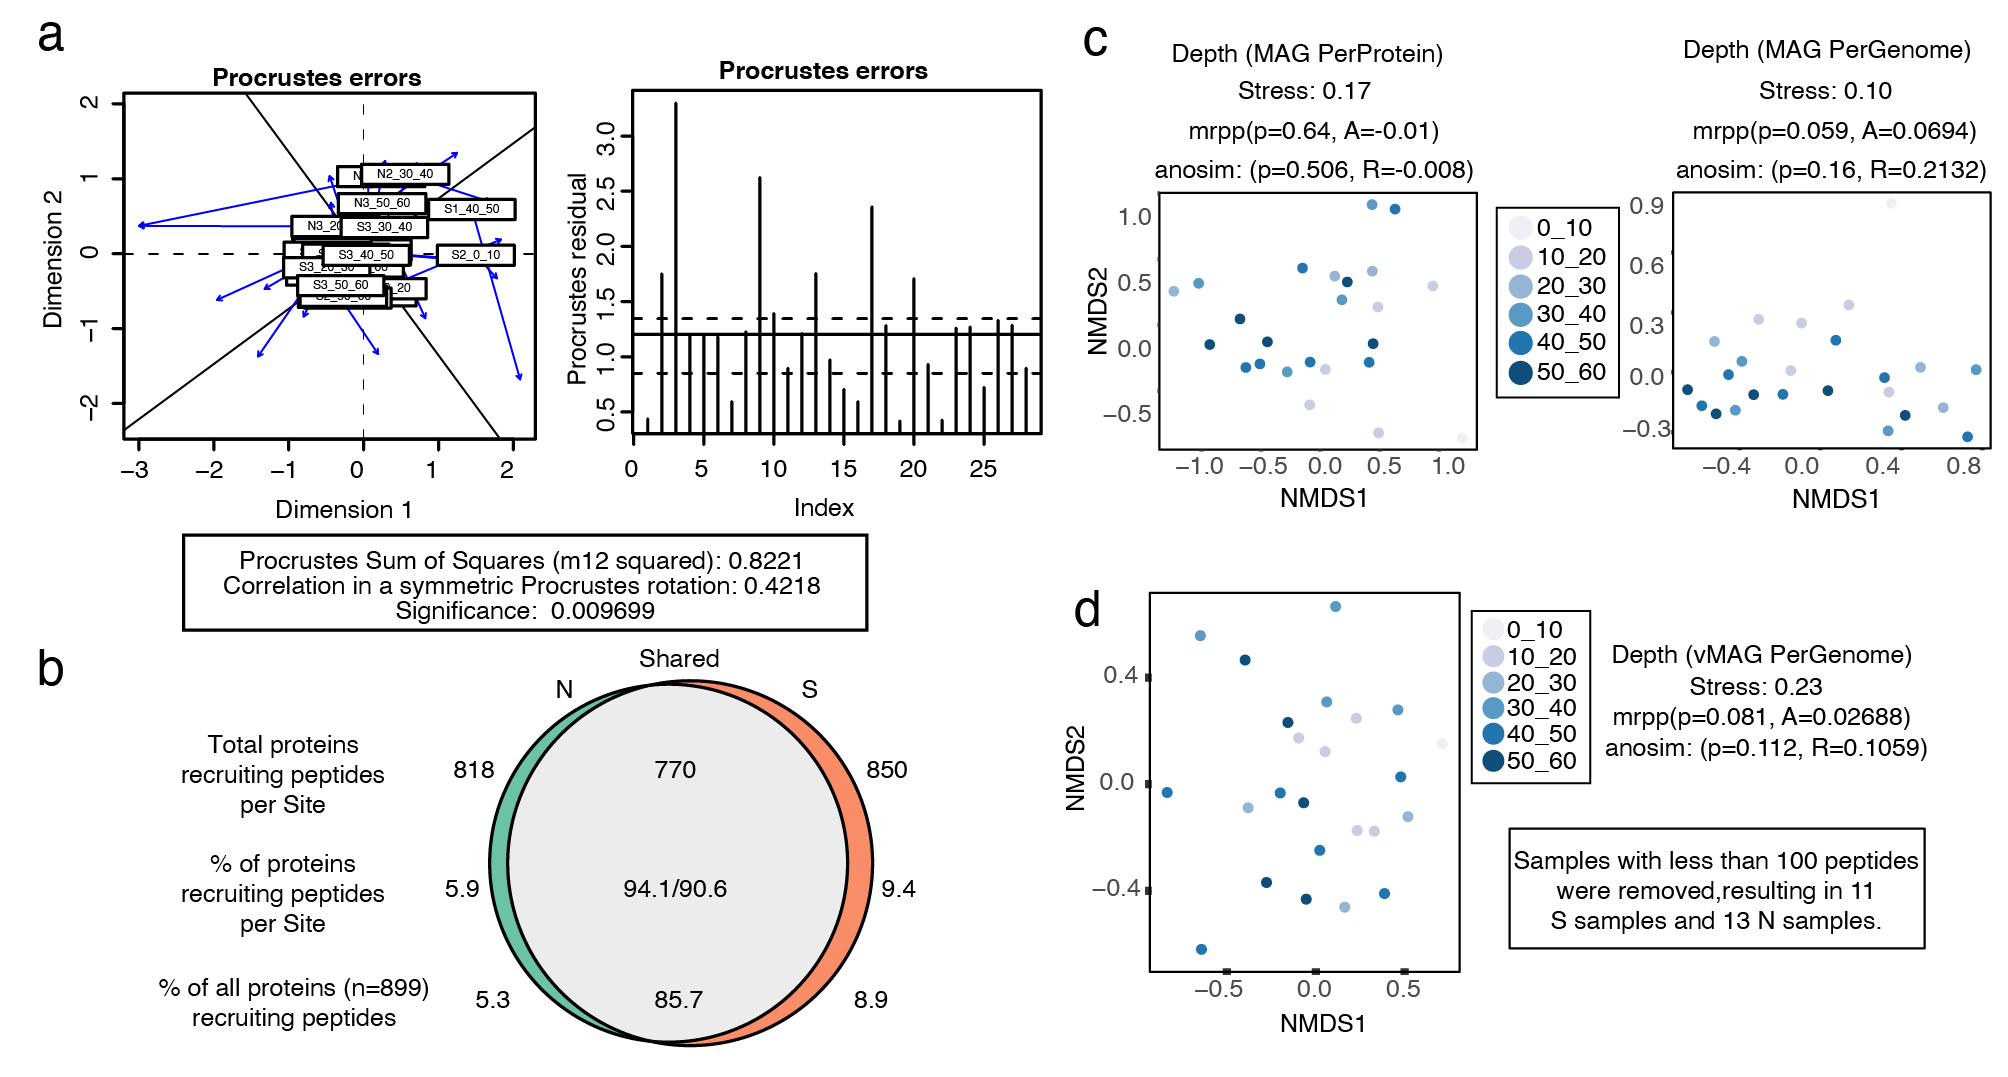 a
Procrustes errors
2
1
0
−1
−2
Dimension 2
N
N2_30_40
N3_50_60
S1_40_50
N3_20
S3_30_40
S3_40_50
S2_0_10
S3_20_30
60
S3_50_60
_20
−3
−2
−1
0
1
2
Dimension 1
Procrustes errors
Procrustes residual
3.0
2.5
2.0
1.5
1.0
0.5
0
5
10
15
20
25
Index
Procrustes Sum of Squares (m12 squared): 0.8221
Correlation in a symmetric Procrustes rotation: 0.4218
Significance: 0.009699
b
Shared
N
S
Total proteins
recruiting peptides
per Site
818
770
850
% of proteins
recruiting peptides
per Site
5.9
94.1/90.6
9.4
% of all proteins (n=899)
recruiting peptides
5.3
85.7
8.9
c
Depth (MAG PerProtein)
Stress: 0.17
mrpp(p=0.64, A=-0.01)
anosim: (p=0.506, R=-0.008)
1.0
0.5
0.0
−0.5
NMDS2
−1.0
−0.5
0.0
0.5
1.0
NMDS1
0_10
10_20
20_30
30_40
40_50
50_60
Depth (MAG PerGenome)
Stress: 0.10
mrpp(p=0.059, A=0.0694)
anosim: (p=0.16, R=0.2132)
0.9
0.6
0.3
0.0
−0.3
−0.4
0.0
0.4
0.8
NMDS1
d
0.4
0.0
−0.4
NMDS2
−0.5
0.0
0.5
NMDS1
0_10
10_20
20_30
30_40
40_50
50_60
Depth (vMAG PerGenome)
Stress: 0.23
mrpp(p=0.081, A=0.02688)
anosim: (p=0.112, R=0.1059)
Samples with less than 100 peptides
were removed,resulting in 11
S samples and 13 N samples.